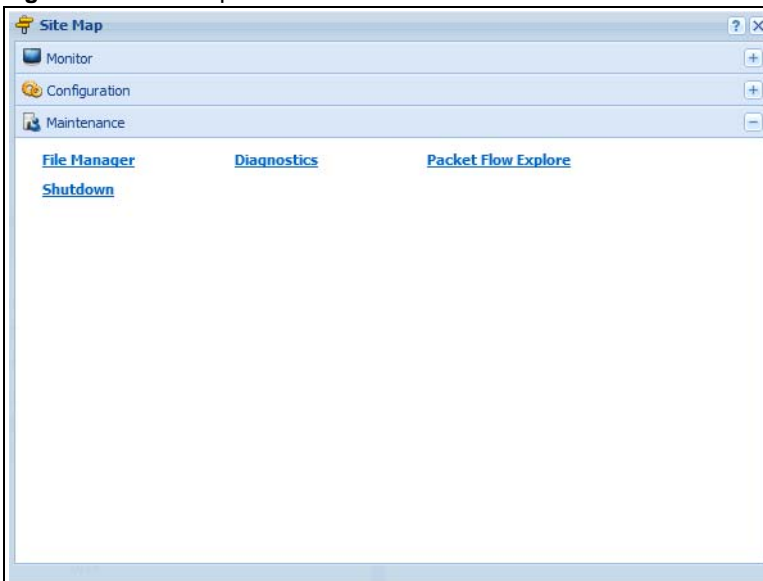 Site Map
Monitor
Configuration
Maintenance
File Manager Diagnostics Packet Flow Explore
Shutdown